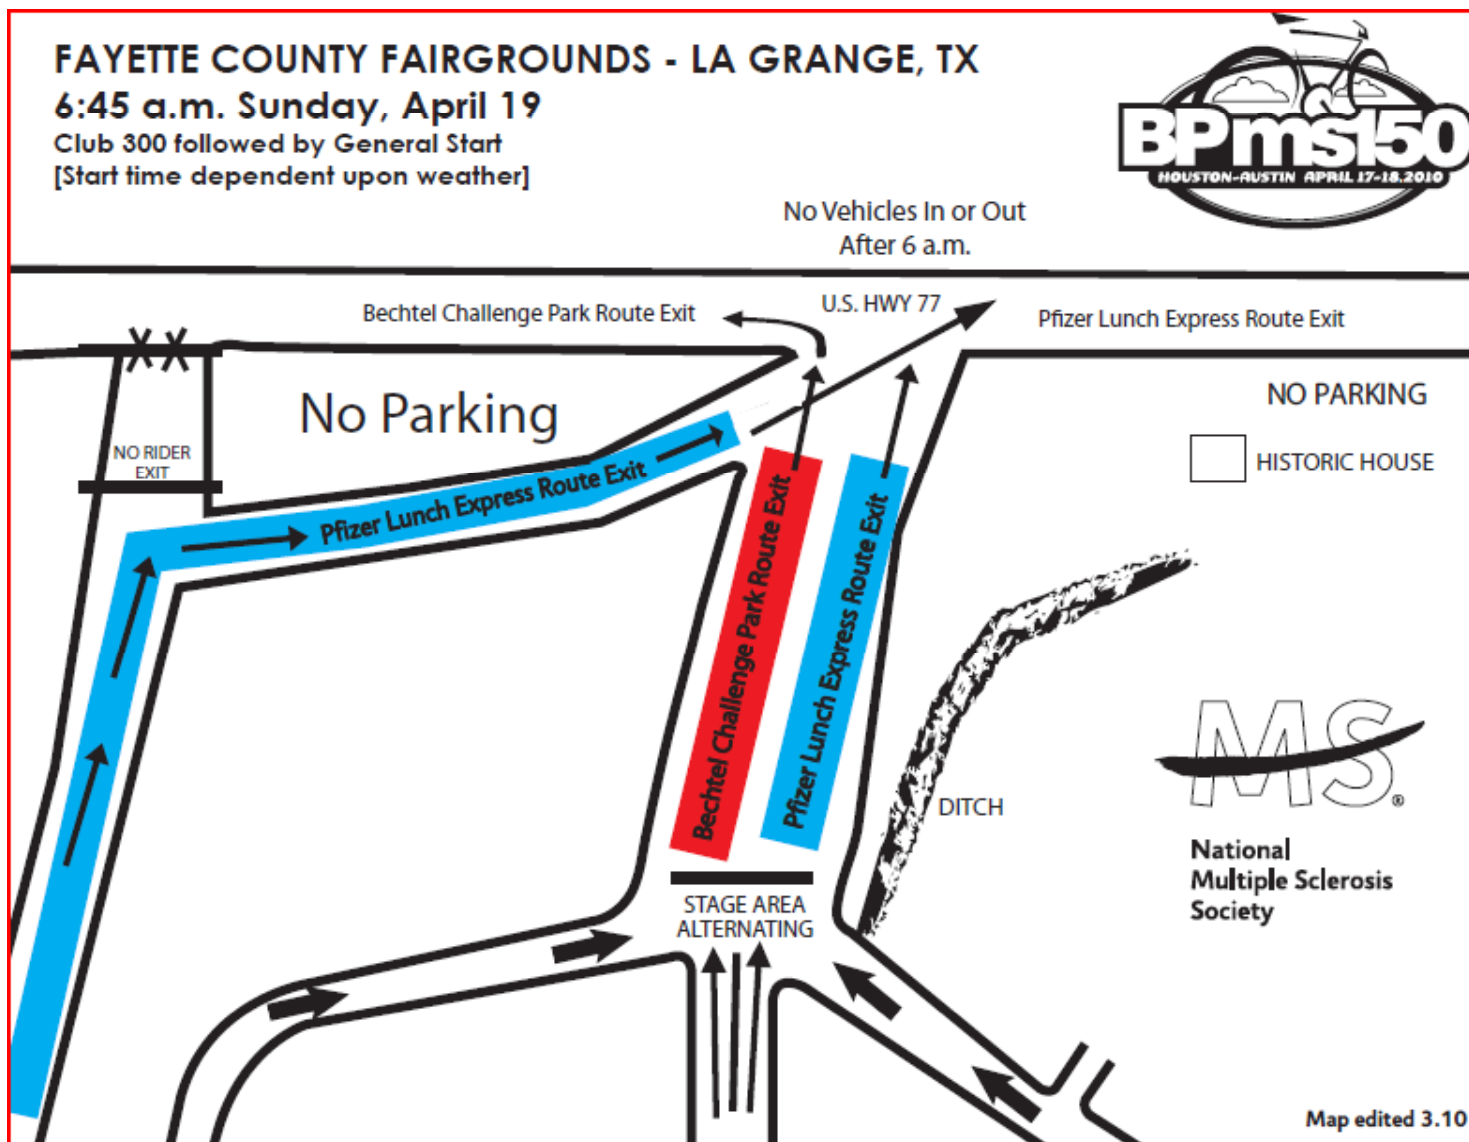 FAYETTE COUNTY FAIRGROUNDS - LA GRANGE, TX
6:45 a.m. Sunday, April 19
Club 300 followed by General Start
[Start time dependent upon weather]
BPms150
HOUSTON-AUSTIN APRIL 17-18.2010
No Vehicles In or Out
After 6 a.m.
Bechtel Challenge Park Route Exit
U.S. HWY 77
Pfizer Lunch Express Route Exit
No Parking
NO PARKING
NO RIDER
EXIT
HISTORIC HOUSE
Pfizer Lunch Express Route Exit
Bechtel Challenge Park Route Exit
Pfizer Lunch Express Route Exit
DITCH
MS®
National
Multiple Sclerosis
Society
STAGE AREA
ALTERNATING
Map edited 3.10